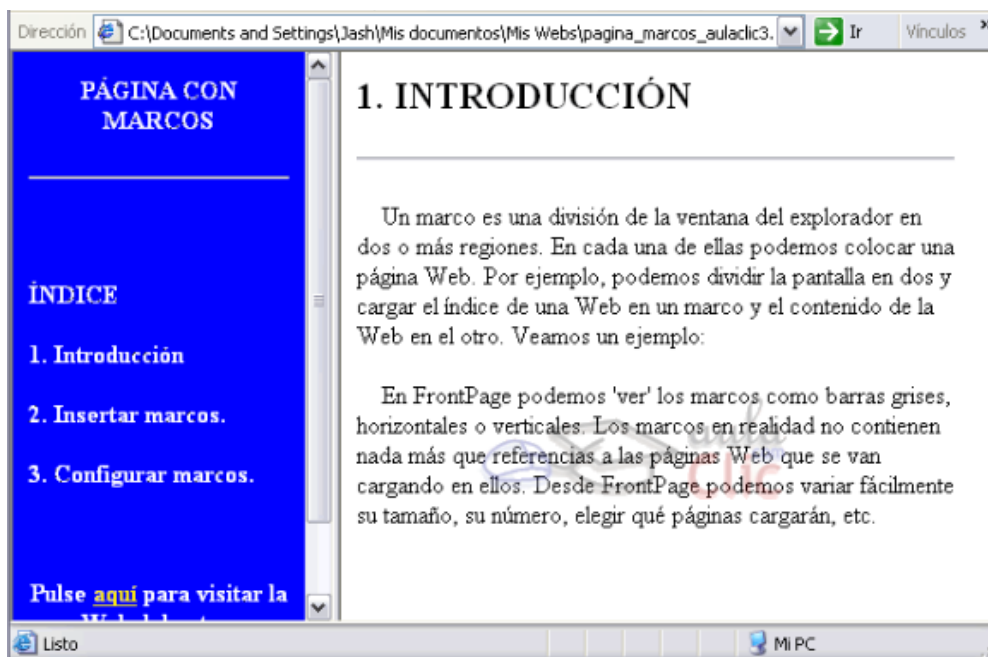 Dirección C:\Documents and Settings\Jash\Mis documentos\Mis Webs\pagina_marcos_aulaclic3. Ir Vínculos »
PÁGINA CON
MARCOS
ÍNDICE
1. Introducción
2. Insertar marcos.
3. Configurar marcos.
Pulse aquí para visitar la
1. INTRODUCCIÓN
Un marco es una división de la ventana del explorador en
dos o más regiones. En cada una de ellas podemos colocar una
página Web. Por ejemplo, podemos dividir la pantalla en dos y
cargar el índice de una Web en un marco y el contenido de la
Web en el otro. Veamos un ejemplo:
En FrontPage podemos 'ver' los marcos como barras grises,
horizontales o verticales. Los marcos en realidad no contienen
nada más que referencias a las páginas Web que se van
cargando en ellos. Desde FrontPage podemos variar fácilmente
su tamaño, su número, elegir qué páginas cargarán, etc.
aula
CLIC
Listo
Mi PC